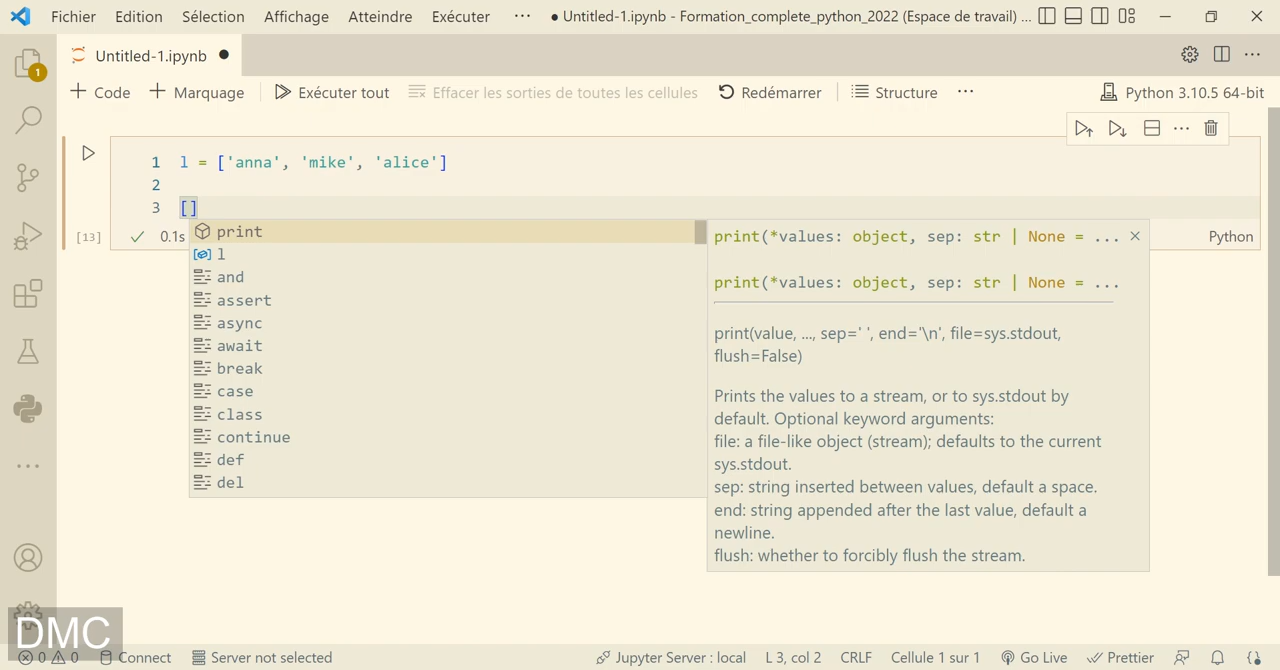 Fichier Edition Sélection Affichage Atteindre Exécuter ··· ● Untitled-1.ipynb - Formation_complete_python_2022 (Espace de travail) ...
1
Untitled-1.ipynb ●
Code Marquage Exécuter tout Effacer les sorties de toutes les cellules Redémarrer Structure ··· Python 3.10.5 64-bit
1 l = ['anna', 'mike', 'alice']
2
3 []
[13] 0.1s Python
print
l
and
assert
async
await
break
case
class
continue
def
del
print(*values: object, sep: str | None = ...
print(*values: object, sep: str | None = ...
print(value, ..., sep=' ', end='\n', file=sys.stdout,
flush=False)
Prints the values to a stream, or to sys.stdout by
default. Optional keyword arguments:
file: a file-like object (stream); defaults to the current
sys.stdout.
sep: string inserted between values, default a space.
end: string appended after the last value, default a
newline.
flush: whether to forcibly flush the stream.
DMC
0 0 Connect Server not selected Jupyter Server : local L 3, col 2 CRLF Cellule 1 sur 1 Go Live Prettier